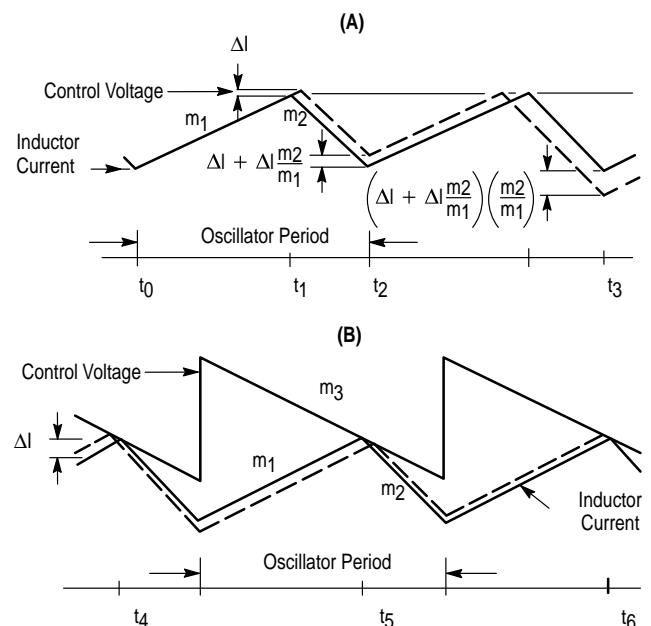 (A)
ΔI
Control Voltage
m1
m2
Inductor
Current
ΔI + ΔI m2/m1
(ΔI + ΔI m2/m1) (m2/m1)
Oscillator Period
t0
t1
t2
t3
(B)
Control Voltage
m3
ΔI
m1
m2
Inductor
Current
Oscillator Period
t4
t5
t6